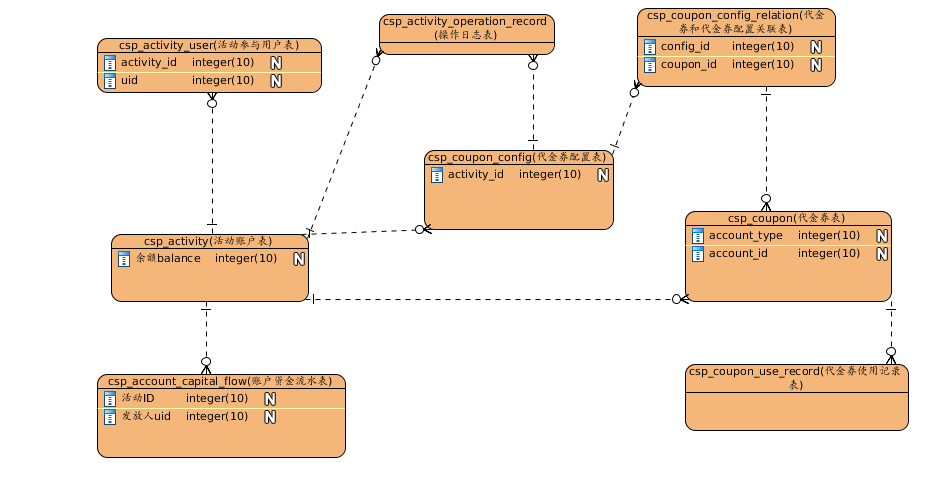 csp_activity_user(活动参与用户表)
activity_id integer(10) N
uid integer(10) N
csp_activity_operation_record
(操作日志表)
csp_coupon_config_relation(代金
券和代金券配置关联表)
config_id integer(10) N
coupon_id integer(10) N
csp_coupon_config(代金券配置表)
activity_id integer(10) N
csp_activity(活动账户表)
余额balance integer(10) N
csp_coupon(代金券表)
account_type integer(10) N
account_id integer(10) N
csp_account_capital_flow(账户资金流水表)
活动ID integer(10) N
发放人uid integer(10) N
csp_coupon_use_record(代金券使用记录
表)